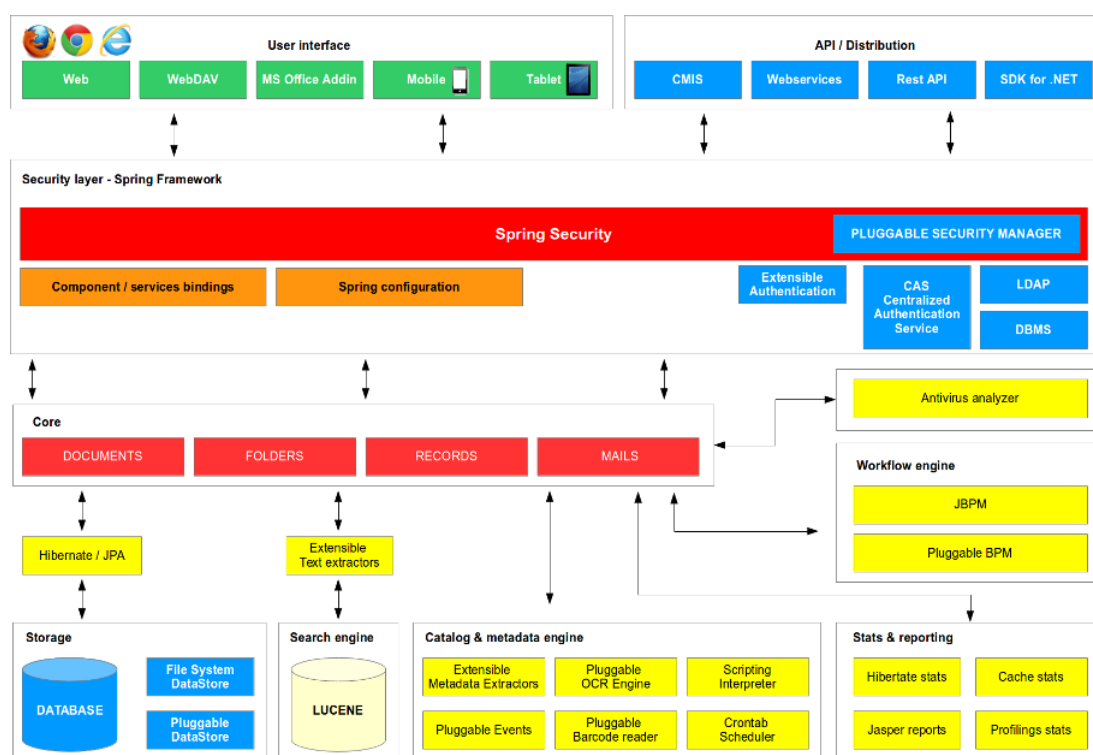 User interface
API / Distribution
Web
WebDAV
MS Office Addin
Mobile
Tablet
CMIS
Webservices
Rest API
SDK for .NET
Security layer - Spring Framework
Spring Security
PLUGGABLE SECURITY MANAGER
Component / services bindings
Spring configuration
Extensible
Authentication
CAS
Centralized
Authentication
Service
LDAP
DBMS
Antivirus analyzer
Core
DOCUMENTS
FOLDERS
RECORDS
MAILS
Workflow engine
JBPM
Pluggable BPM
Hibernate / JPA
Extensible
Text extractors
Storage
DATABASE
File System
DataStore
Pluggable
DataStore
Search engine
LUCENE
Catalog & metadata engine
Extensible
Metadata Extractors
Pluggable
OCR Engine
Scripting
Interpreter
Pluggable Events
Pluggable
Barcode reader
Crontab
Scheduler
Stats & reporting
Hibertate stats
Cache stats
Jasper reports
Profilings stats